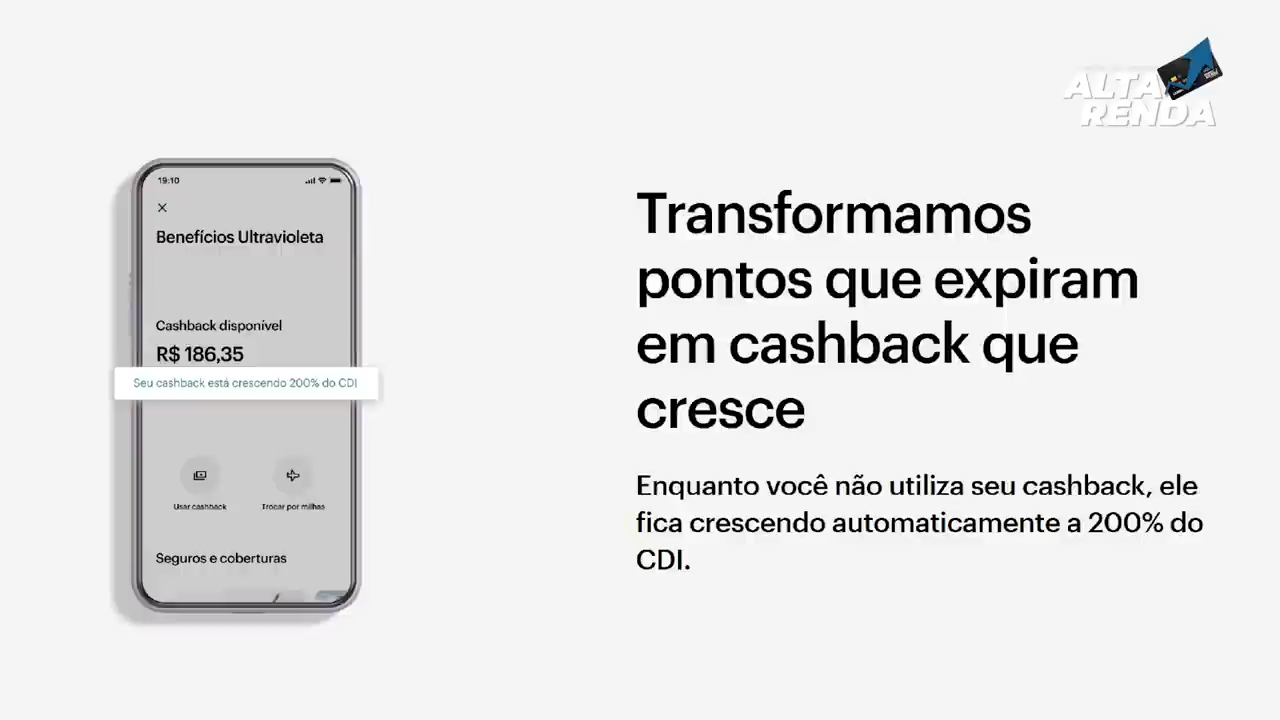 ALTA
RENDA
19:10
Benefícios Ultravioleta
Cashback disponível
R$ 186,35
Seu cashback está crescendo 200% do CDI
Usar cashback
Trocar por milhas
Seguros e coberturas
Transformamos
pontos que expiram
em cashback que
cresce
Enquanto você não utiliza seu cashback, ele
fica crescendo automaticamente a 200% do
CDI.